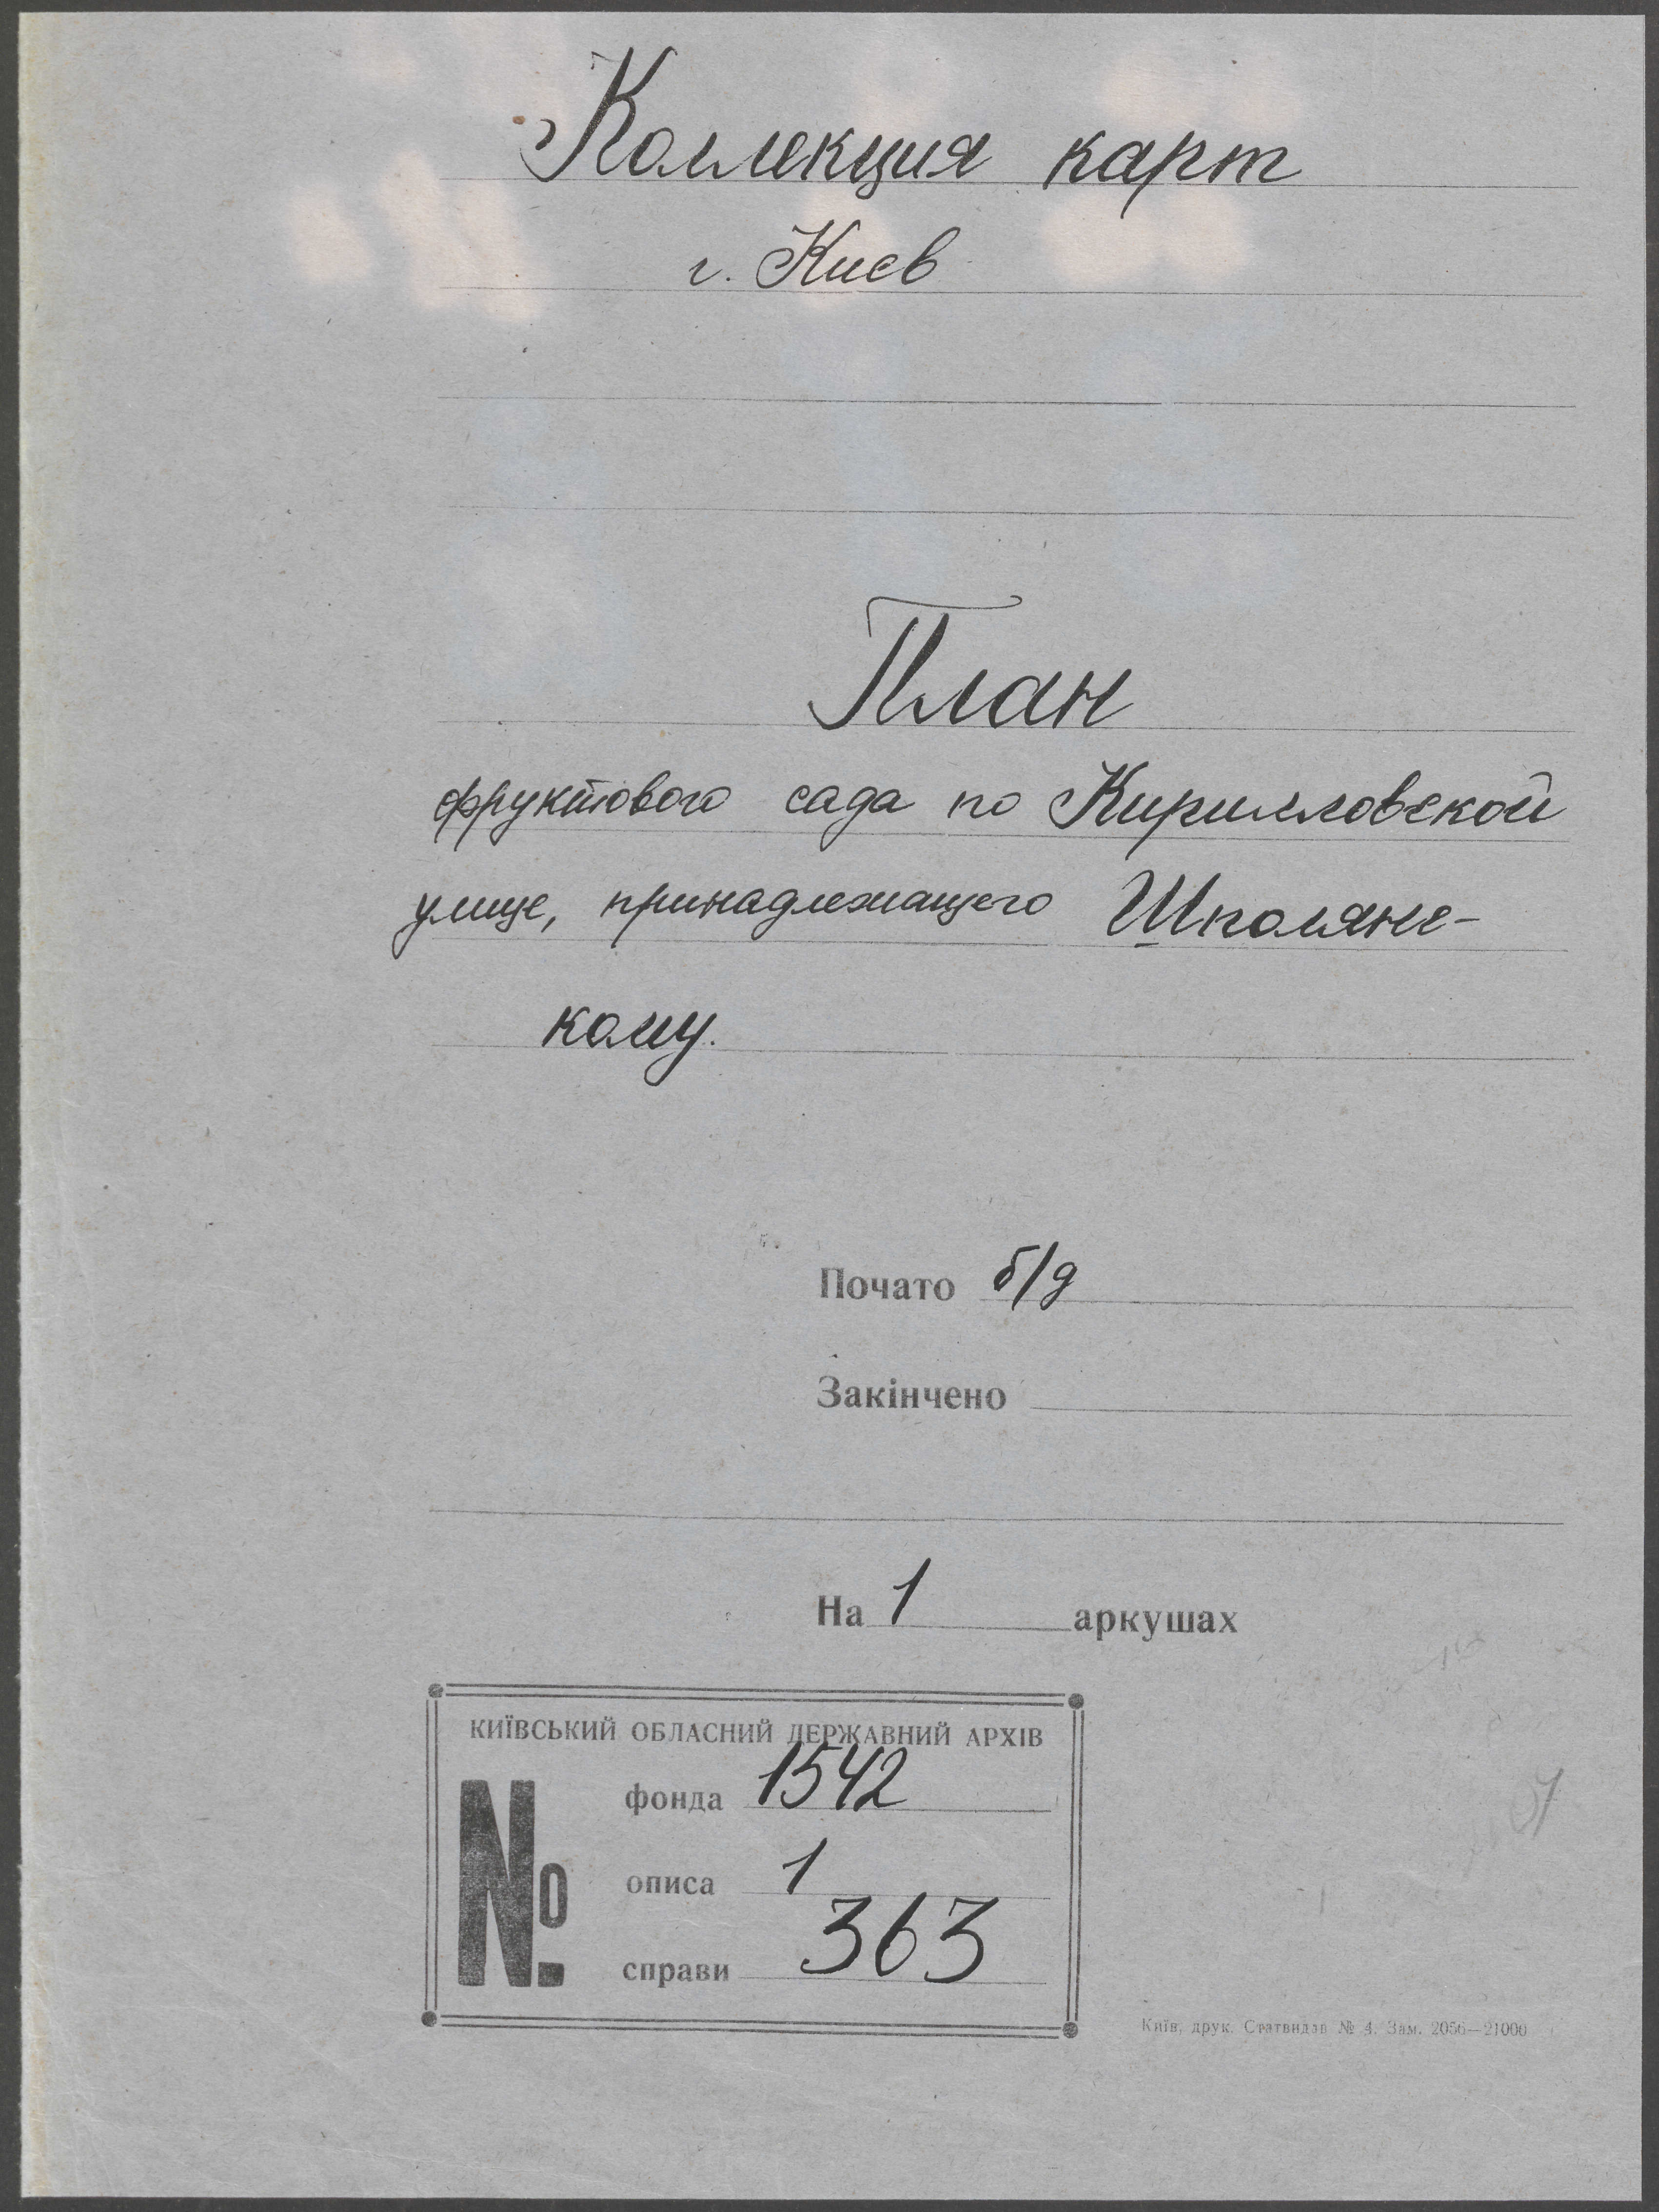 Коллекция карт
г. Киев
План
фруктового сада по Кирилловской
улице, принадлежащего Шполянс-
кому.
Почато б/д
Закінчено
На 1 аркушах
КИЇВСЬКИЙ ОБЛАСНИЙ ДЕРЖАВНИЙ АРХІВ
№
фонда 1542
описа 1
справи 363
Київ, друк. Статвидав № 4. Зам. 2056—21000